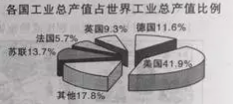 各国工业总产值占世界工业总产值比例
英国9.3%
德国11.6%
法国5.7%
苏联13.7%
美国41.9%
其他17.8%